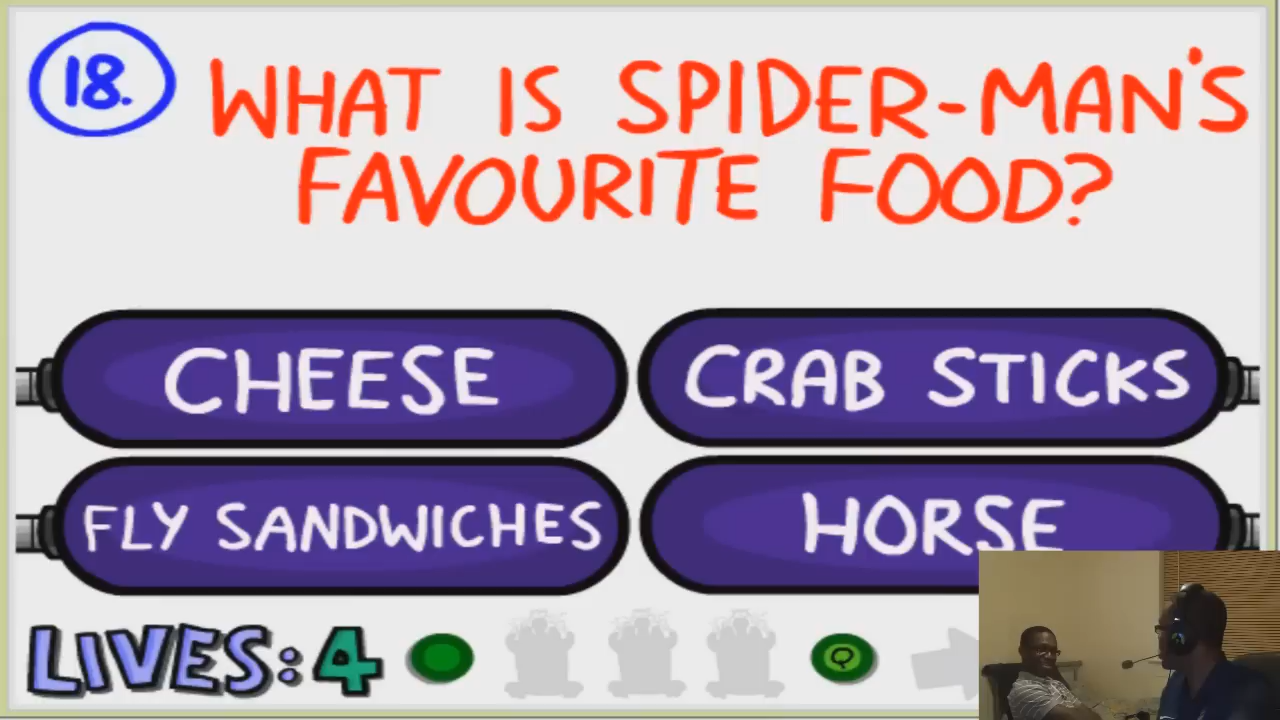 18.
WHAT IS SPIDER-MAN'S
FAVOURITE FOOD?
CHEESE
CRAB STICKS
FLY SANDWICHES
HORSE
LIVES: 4
Q